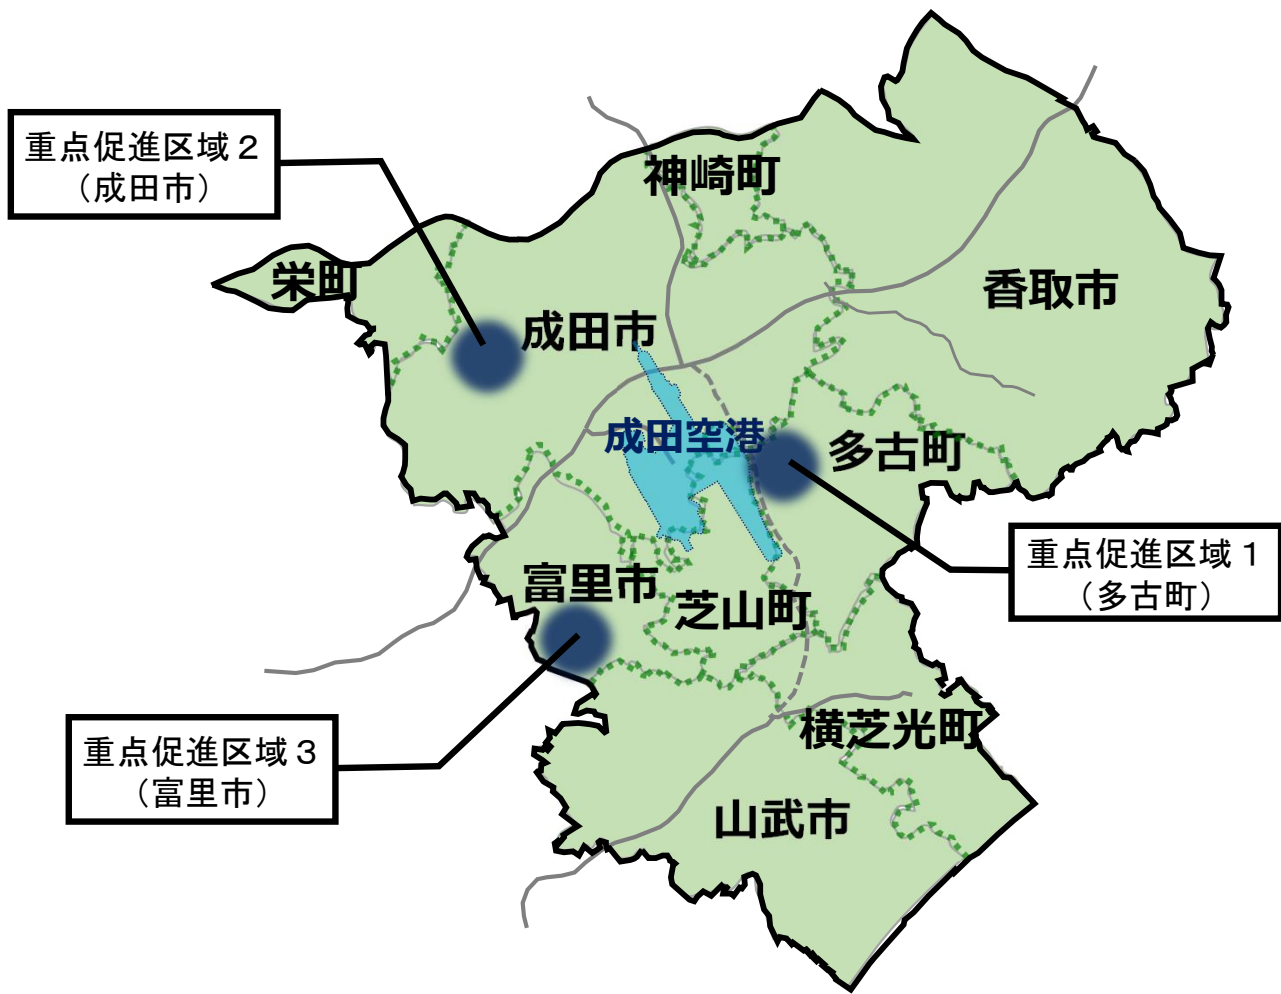 重点促進区域２
（成田市）
神崎町
栄町
香取市
成田市
成田空港
多古町
重点促進区域１
（多古町）
富里市
芝山町
重点促進区域３
（富里市）
横芝光町
山武市